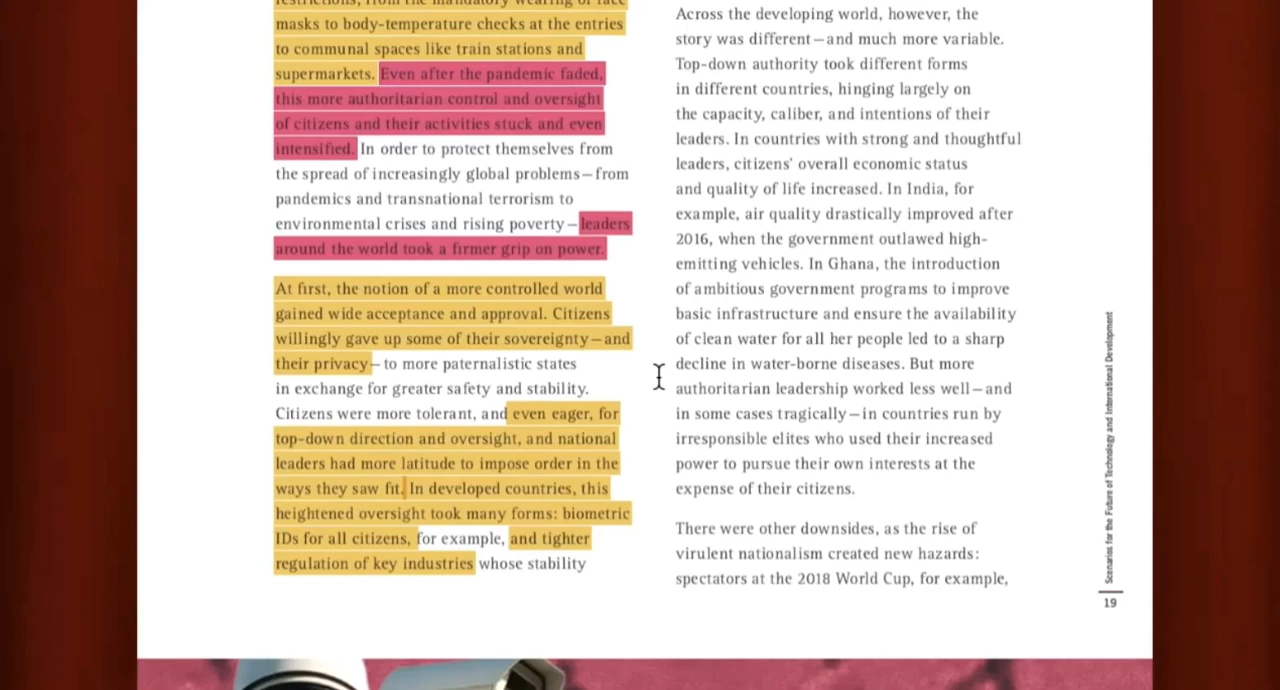 restrictions, from the mandatory wearing of face
masks to body-temperature checks at the entries
to communal spaces like train stations and
supermarkets. Even after the pandemic faded,
this more authoritarian control and oversight
of citizens and their activities stuck and even
intensified. In order to protect themselves from
the spread of increasingly global problems—from
pandemics and transnational terrorism to
environmental crises and rising poverty—leaders
around the world took a firmer grip on power.
At first, the notion of a more controlled world
gained wide acceptance and approval. Citizens
willingly gave up some of their sovereignty—and
their privacy—to more paternalistic states
in exchange for greater safety and stability.
Citizens were more tolerant, and even eager, for
top-down direction and oversight, and national
leaders had more latitude to impose order in the
ways they saw fit. In developed countries, this
heightened oversight took many forms: biometric
IDs for all citizens, for example, and tighter
regulation of key industries whose stability
Across the developing world, however, the
story was different—and much more variable.
Top-down authority took different forms
in different countries, hinging largely on
the capacity, caliber, and intentions of their
leaders. In countries with strong and thoughtful
leaders, citizens' overall economic status
and quality of life increased. In India, for
example, air quality drastically improved after
2016, when the government outlawed high-
emitting vehicles. In Ghana, the introduction
of ambitious government programs to improve
basic infrastructure and ensure the availability
of clean water for all her people led to a sharp
decline in water-borne diseases. But more
authoritarian leadership worked less well—and
in some cases tragically—in countries run by
irresponsible elites who used their increased
power to pursue their own interests at the
expense of their citizens.
There were other downsides, as the rise of
virulent nationalism created new hazards:
spectators at the 2018 World Cup, for example,
Scenarios for the Future of Technology and International Development
19